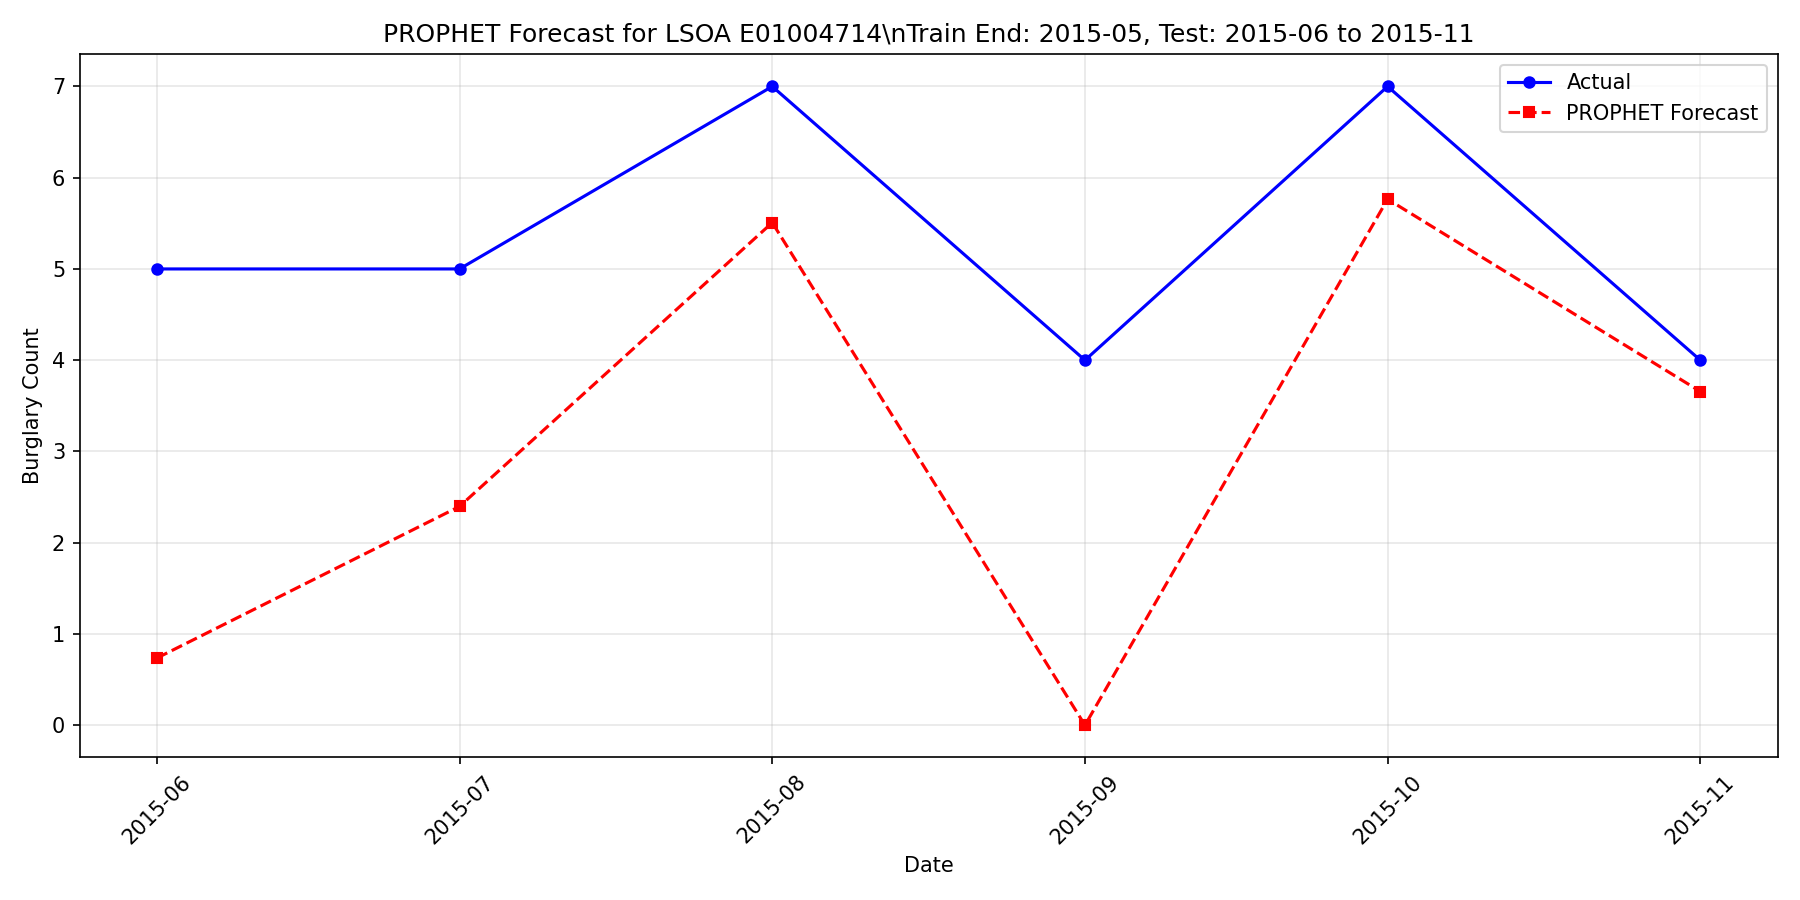 PROPHET Forecast for LSOA E01004714\nTrain End: 2015-05, Test: 2015-06 to 2015-11
Actual
PROPHET Forecast
Burglary Count
7
6
5
4
3
2
1
0
2015-06
2015-07
2015-08
2015-09
2015-10
2015-11
Date